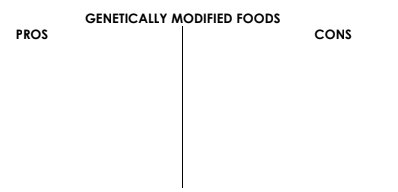 GENETICALLY MODIFIED FOODS
PROS
CONS